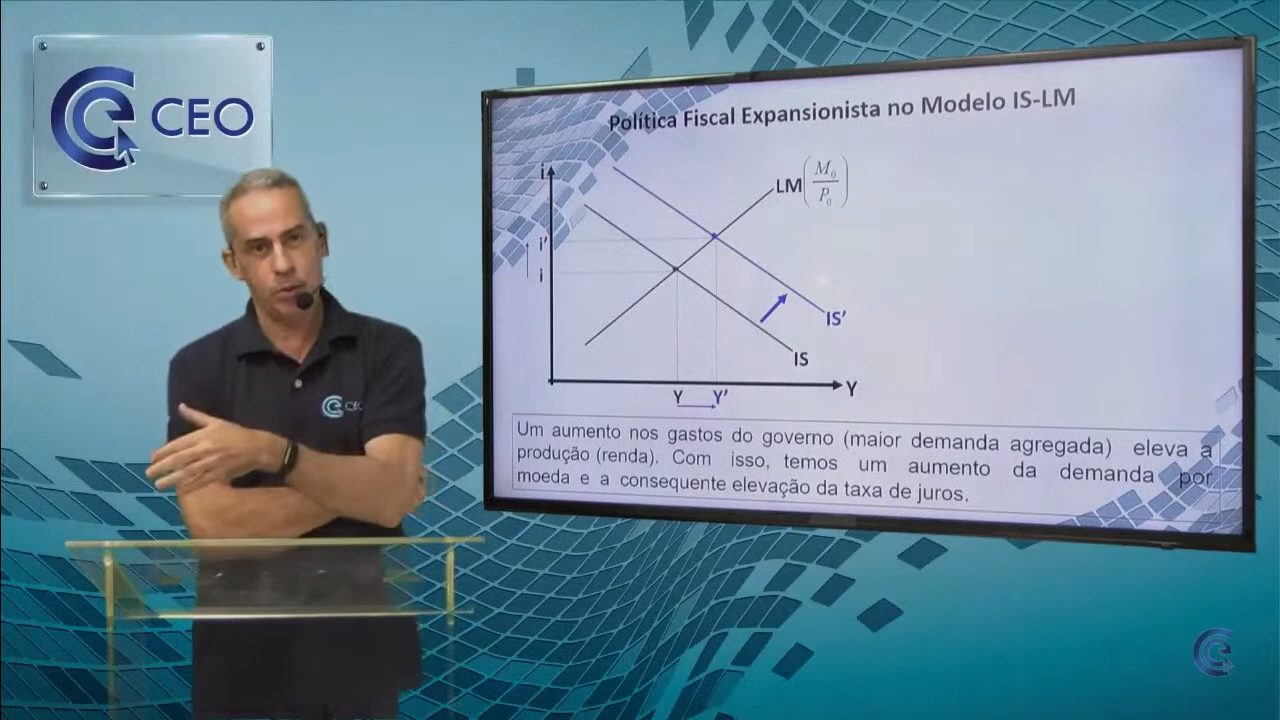 CEO
CEO
Política Fiscal Expansionista no Modelo IS-LM
i
LM (M₀/P₀)
i'
i
IS'
IS
Y
Y'
Y
Um aumento nos gastos do governo (maior demanda agregada) eleva a
produção (renda). Com isso, temos um aumento da demanda por
moeda e a consequente elevação da taxa de juros.